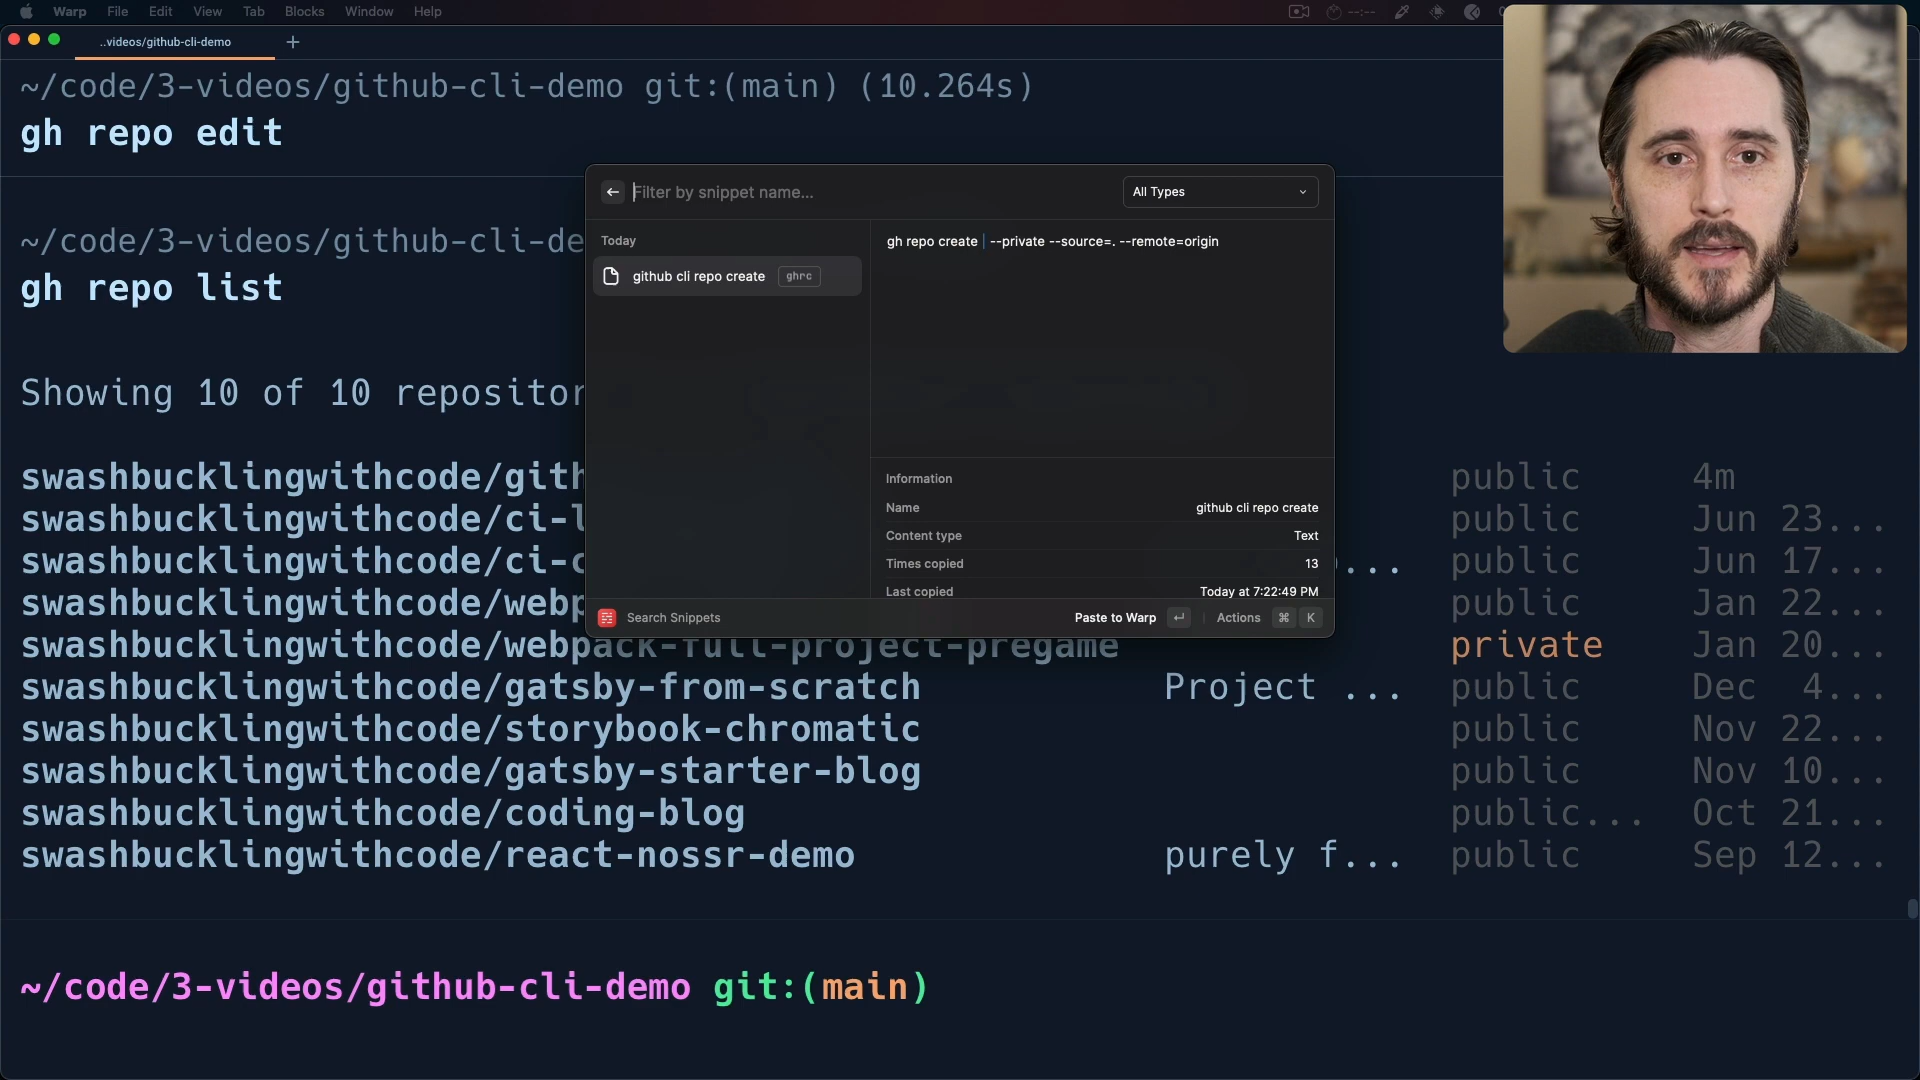 Warp File Edit View Tab Blocks Window Help --:--
..videos/github-cli-demo +
~/code/3-videos/github-cli-demo git:(main) (10.264s)
gh repo edit
Filter by snippet name...
All Types
~/code/3-videos/github-cli-de
Today
gh repo create | --private --source=. --remote=origin
github cli repo create ghrc
gh repo list
Showing 10 of 10 repositor
swashbucklingwithcode/gith public 4m
swashbucklingwithcode/ci-l public Jun 23...
swashbucklingwithcode/ci-c ... public Jun 17...
swashbucklingwithcode/webp public Jan 22...
Information
Name github cli repo create
Content type Text
Times copied 13
Last copied Today at 7:22:49 PM
Search Snippets Paste to Warp ↵ Actions ⌘ K
swashbucklingwithcode/webpack-full-project-pregame private Jan 20...
swashbucklingwithcode/gatsby-from-scratch Project ... public Dec 4...
swashbucklingwithcode/storybook-chromatic public Nov 22...
swashbucklingwithcode/gatsby-starter-blog public Nov 10...
swashbucklingwithcode/coding-blog public... Oct 21...
swashbucklingwithcode/react-nossr-demo purely f... public Sep 12...
~/code/3-videos/github-cli-demo git:(main)